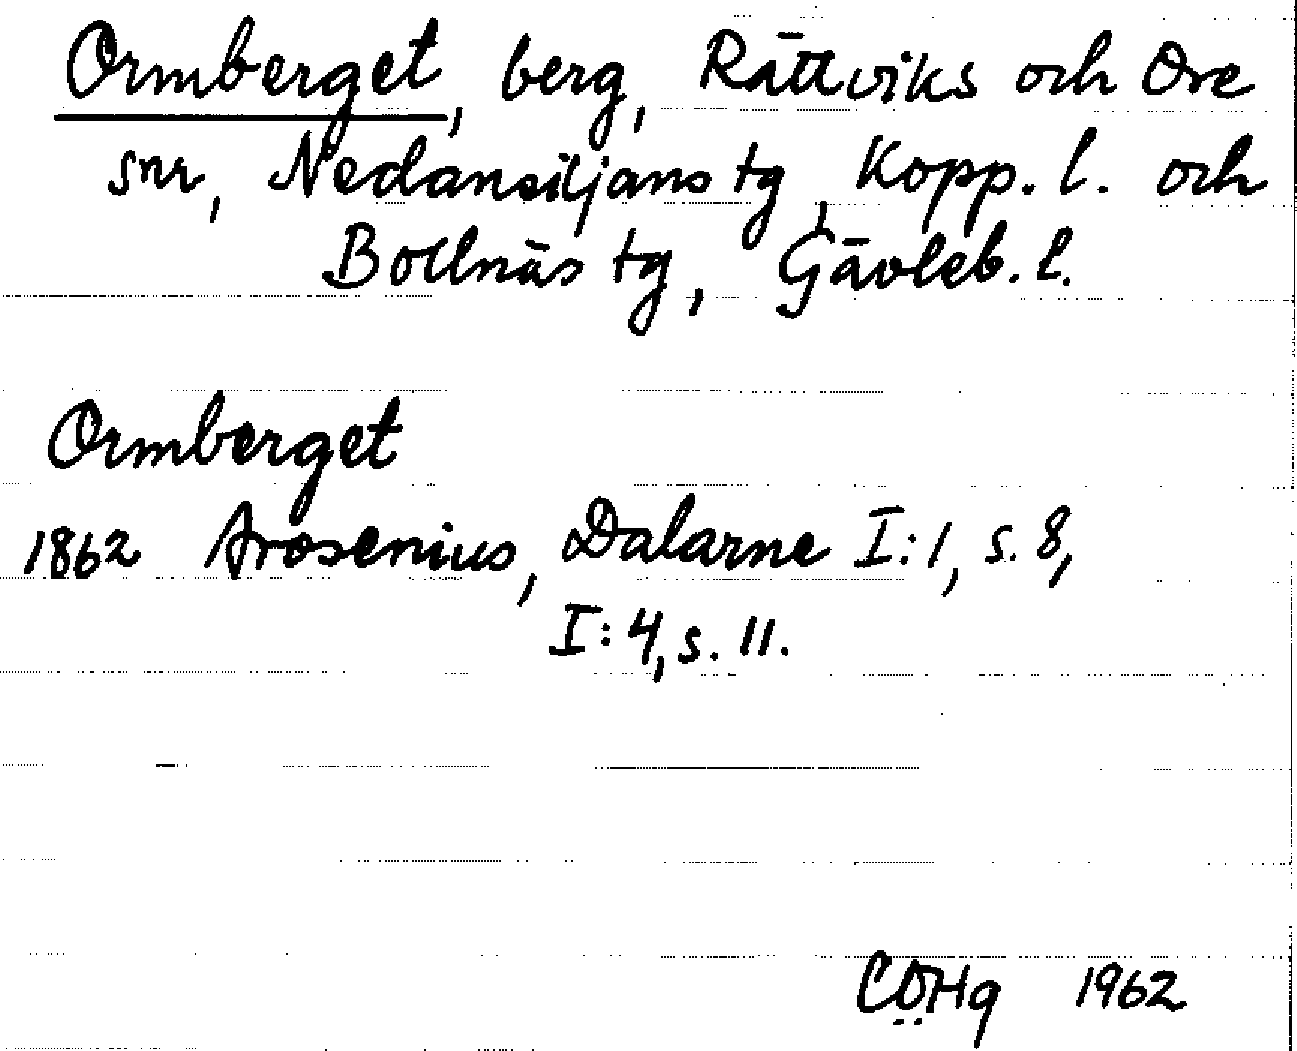 Ormberget, berg, Rättviks och Ore
snr, Nedansiljans tg, Kopp. l. och
Bollnäs tg, Gävleb. l.
Ormberget
1862 Arosenius, Dalarne I:1, s. 8,
I:4, s. 11.
CÖHg 1962